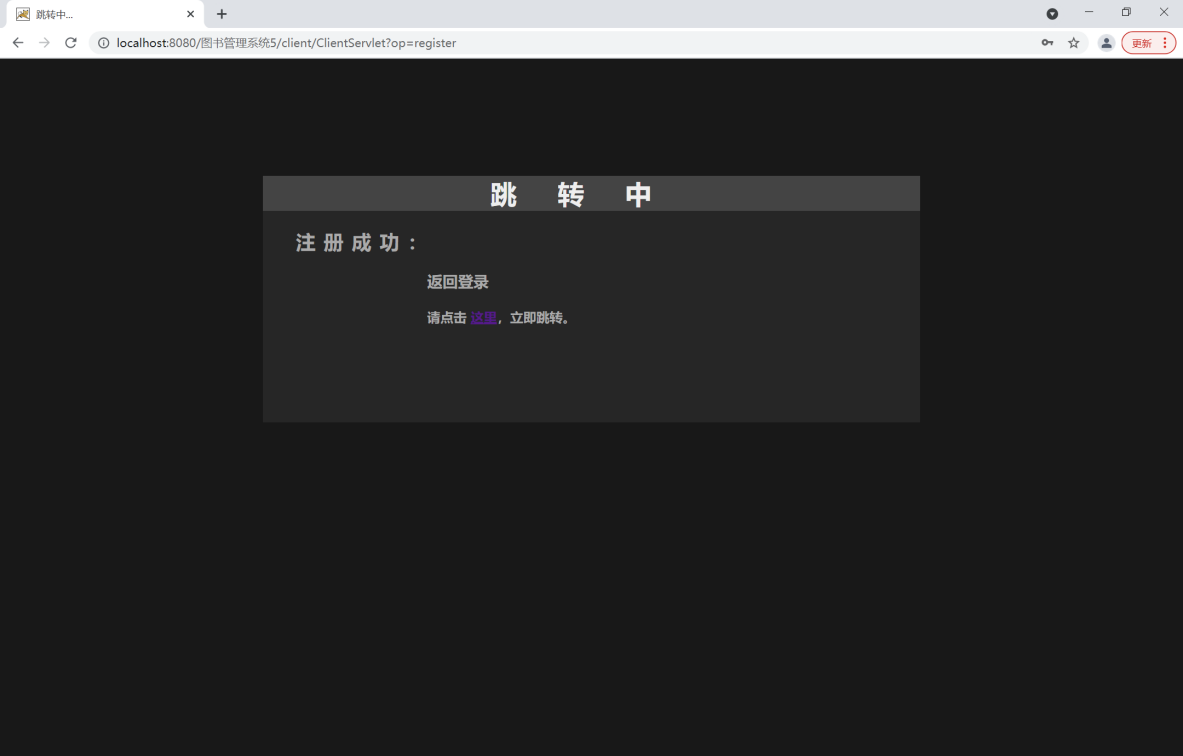 跳转中...
localhost:8080/图书管理系统5/client/ClientServlet?op=register
更新
跳 转 中
注 册 成 功 ：
返回登录
请点击 这里，立即跳转。